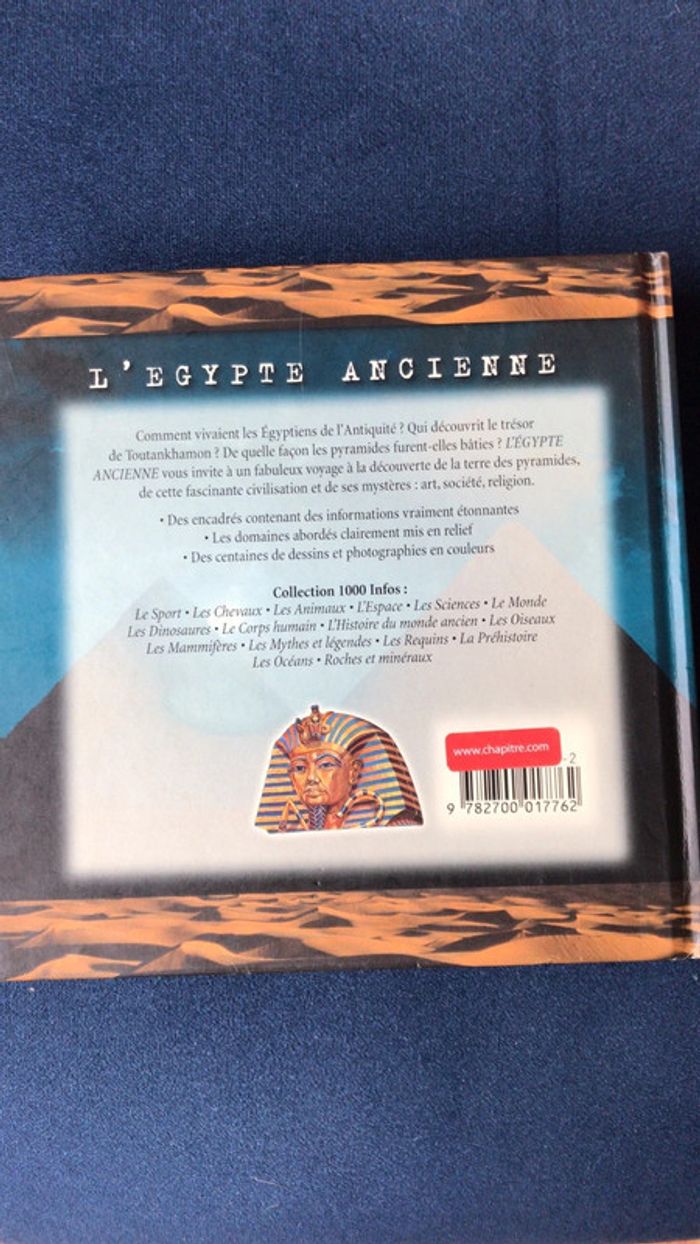 L'EGYPTE ANCIENNE
Comment vivaient les Égyptiens de l'Antiquité ? Qui découvrit le trésor
de Toutankhamon ? De quelle façon les pyramides furent-elles bâties ? L'ÉGYPTE
ANCIENNE vous invite à un fabuleux voyage à la découverte de la terre des pyramides,
de cette fascinante civilisation et de ses mystères : art, société, religion.
• Des encadrés contenant des informations vraiment étonnantes
• Les domaines abordés clairement mis en relief
• Des centaines de dessins et photographies en couleurs
Collection 1000 Infos :
Le Sport • Les Chevaux • Les Animaux • L'Espace • Les Sciences • Le Monde
Les Dinosaures • Le Corps humain • L'Histoire du monde ancien • Les Oiseaux
Les Mammifères • Les Mythes et légendes • Les Requins • La Préhistoire
Les Océans • Roches et minéraux
www.chapitre.com
-2
9 782700 017762